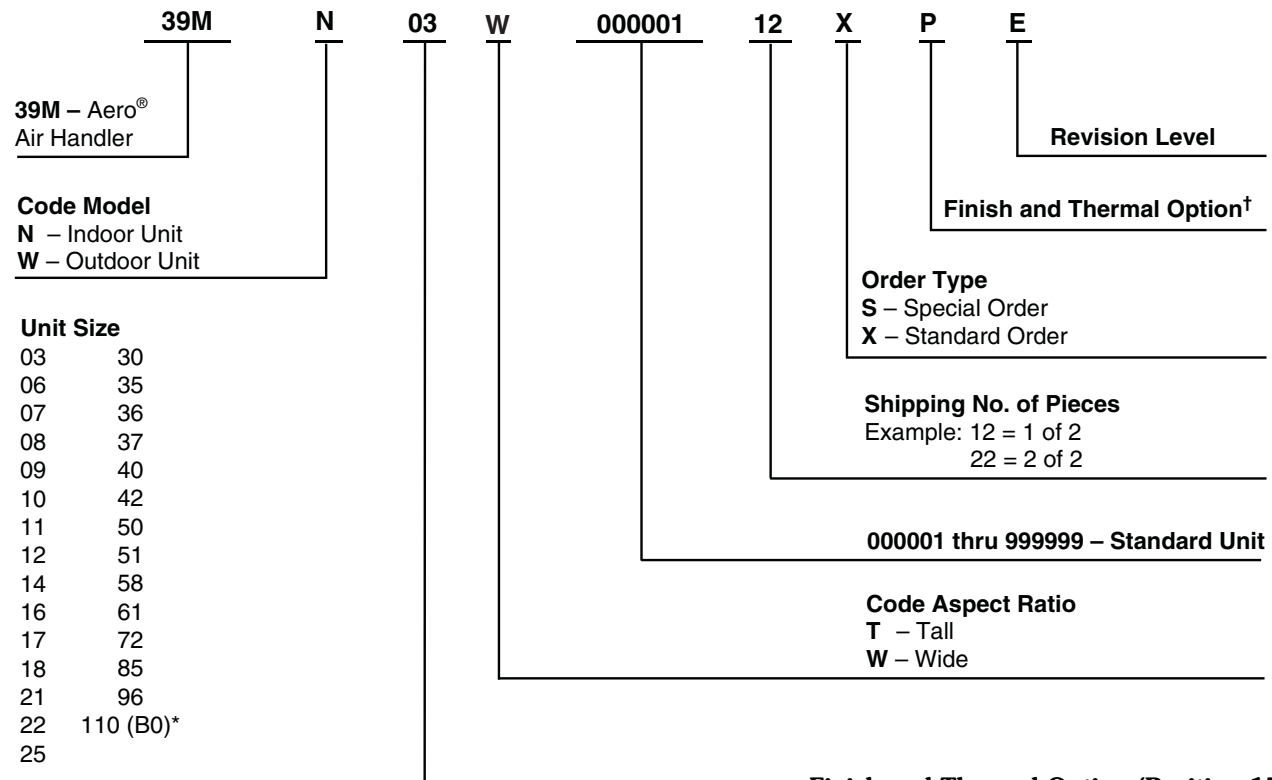 39M N 03 W 000001 12 X P E
39M – Aero®
Air Handler
Code Model
N – Indoor Unit
W – Outdoor Unit
Unit Size
03 30
06 35
07 36
08 37
09 40
10 42
11 50
12 51
14 58
16 61
17 72
18 85
21 96
22 110 (B0)*
25
Revision Level
Finish and Thermal Option†
Order Type
S – Special Order
X – Standard Order
Shipping No. of Pieces
Example: 12 = 1 of 2
22 = 2 of 2
000001 thru 999999 – Standard Unit
Code Aspect Ratio
T – Tall
W – Wide